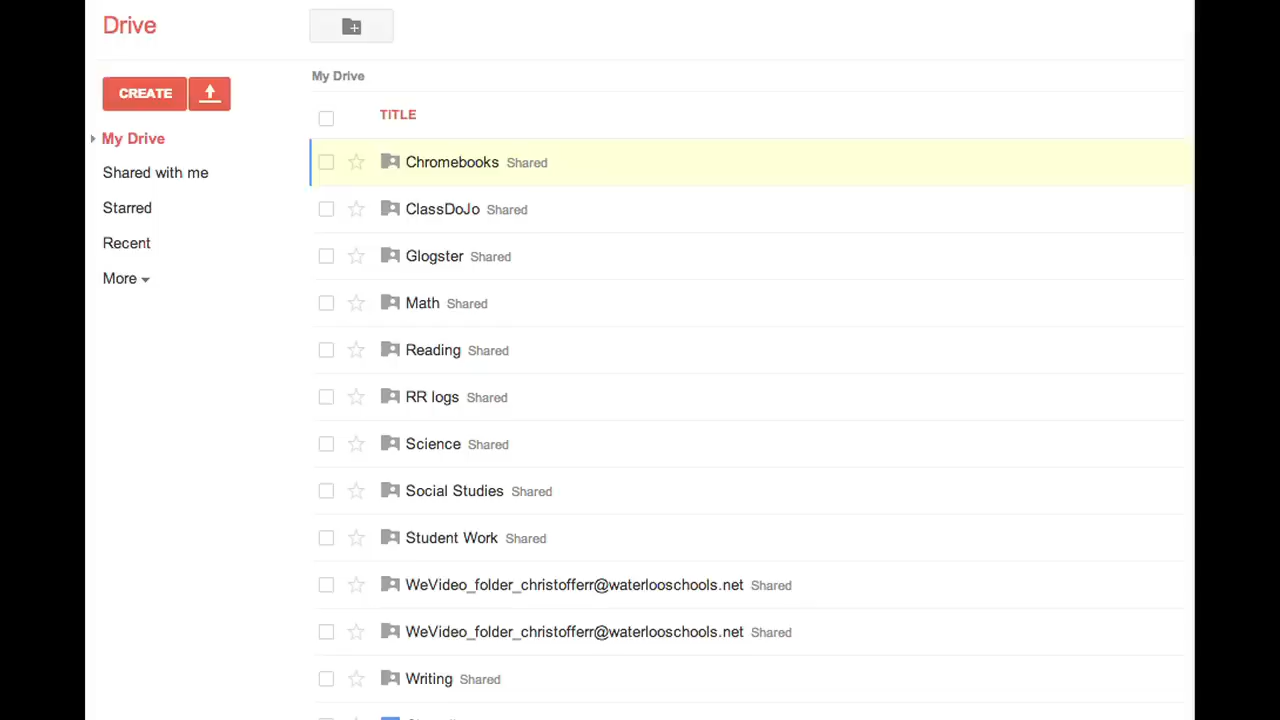 Drive
My Drive
CREATE
TITLE
My Drive
Shared with me
Starred
Recent
More
Chromebooks Shared
ClassDoJo Shared
Glogster Shared
Math Shared
Reading Shared
RR logs Shared
Science Shared
Social Studies Shared
Student Work Shared
WeVideo_folder_christofferr@waterlooschools.net Shared
WeVideo_folder_christofferr@waterlooschools.net Shared
Writing Shared